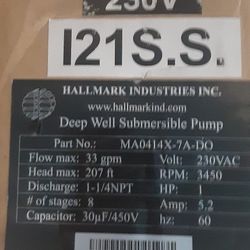 230V
I21S.S.
HALLMARK INDUSTRIES INC.
www.hallmarkind.com
Deep Well Submersible Pump
Part No.: MA0414X-7A-DO
Flow max: 33 gpm Volt: 230VAC
Head max: 207 ft RPM: 3450
Discharge: 1-1/4NPT HP: 1
# of stages: 8 Amp: 5.2
Capacitor: 30µF/450V hz: 60